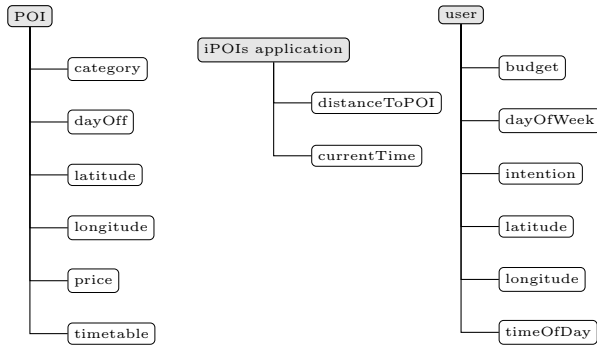 POI
category
dayOff
latitude
longitude
price
timetable
iPOIs application
distanceToPOI
currentTime
user
budget
dayOfWeek
intention
latitude
longitude
timeOfDay